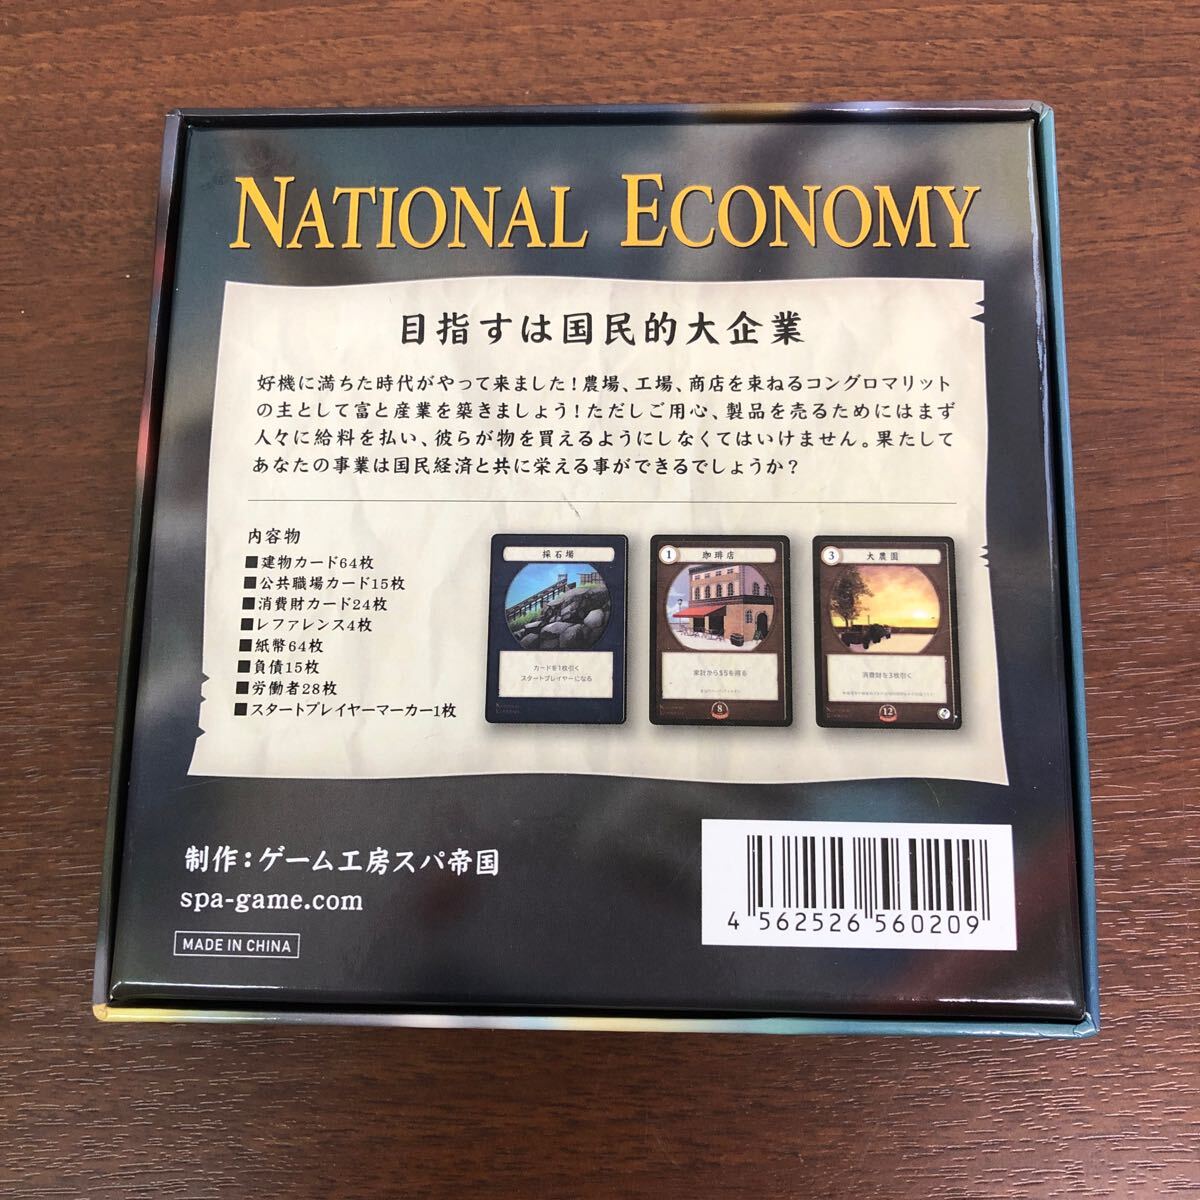 NATIONAL ECONOMY
目指すは国民的大企業
好機に満ちた時代がやって来ました！農場、工場、商店を束ねるコングロマリット
の主として富と産業を築きましょう！ただしご用心、製品を売るためにはまず
人々に給料を払い、彼らが物を買えるようにしなくてはいけません。果たして
あなたの事業は国民経済と共に栄える事ができるでしょうか？
内容物
■建物カード64枚
■公共職場カード15枚
■消費財カード24枚
■レファレンス4枚
■紙幣64枚
■負債15枚
■労働者28枚
■スタートプレイヤーマーカー1枚
採石場
カードを1枚引く
スタートプレイヤーになる
NATIONAL
ECONOMY
1
珈琲店
家計から$5を得る
8
3
大農園
消費財を3枚引く
12
制作：ゲーム工房スパ帝国
spa-game.com
MADE IN CHINA
4 562526 560209